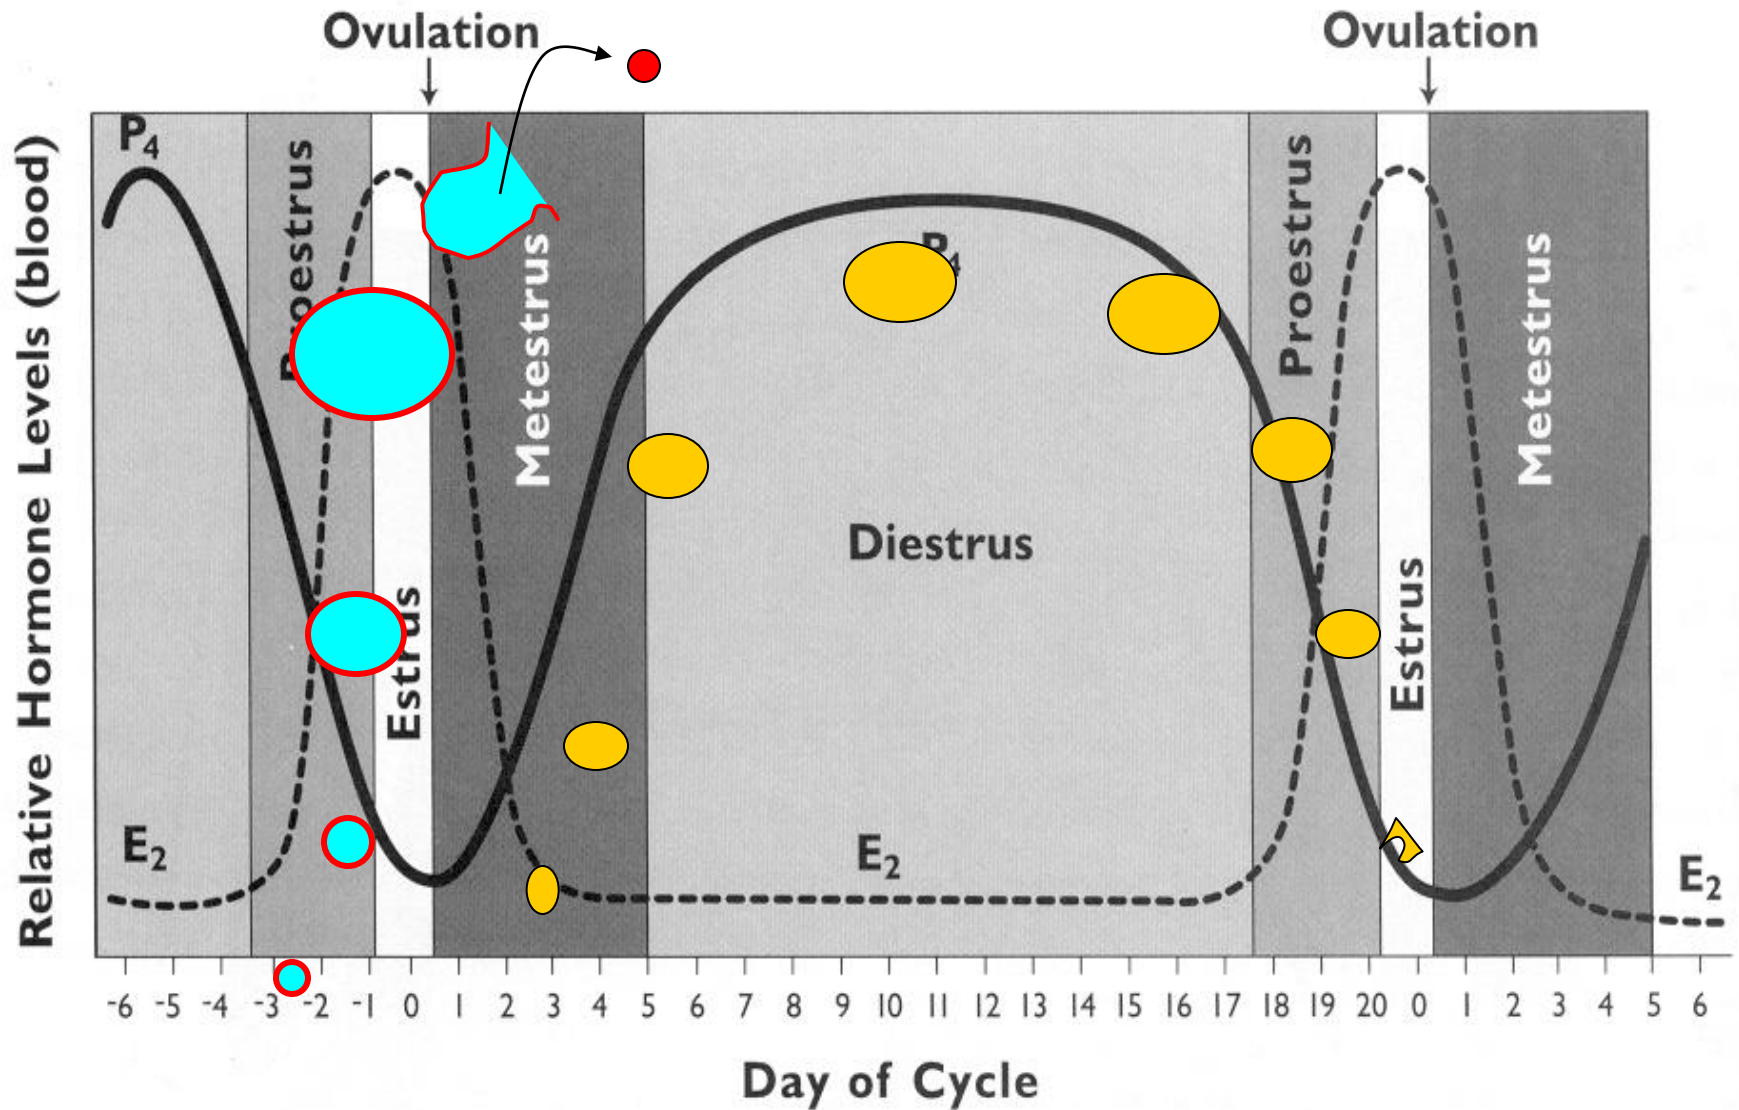 Ovulation
Ovulation
Relative Hormone Levels (blood)
P4
Proestrus
Estrus
Metestrus
P4
Diestrus
Proestrus
Estrus
Metestrus
E2
E2
E2
-6 -5 -4 -3 -2 -1 0 1 2 3 4 5 6 7 8 9 10 11 12 13 14 15 16 17 18 19 20 0 1 2 3 4 5 6
Day of Cycle